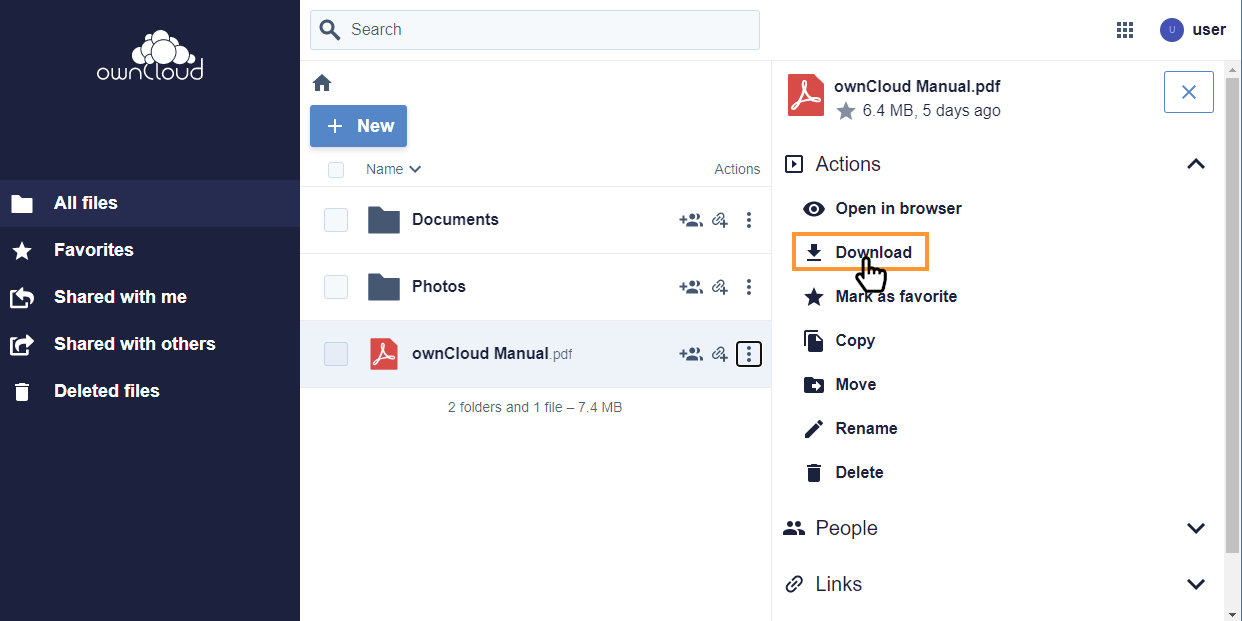 ownCloud
All files
Favorites
Shared with me
Shared with others
Deleted files
Search
U user
New
Name Actions
Documents
Photos
ownCloud Manual.pdf
2 folders and 1 file – 7.4 MB
ownCloud Manual.pdf
6.4 MB, 5 days ago
Actions
Open in browser
Download
Mark as favorite
Copy
Move
Rename
Delete
People
Links